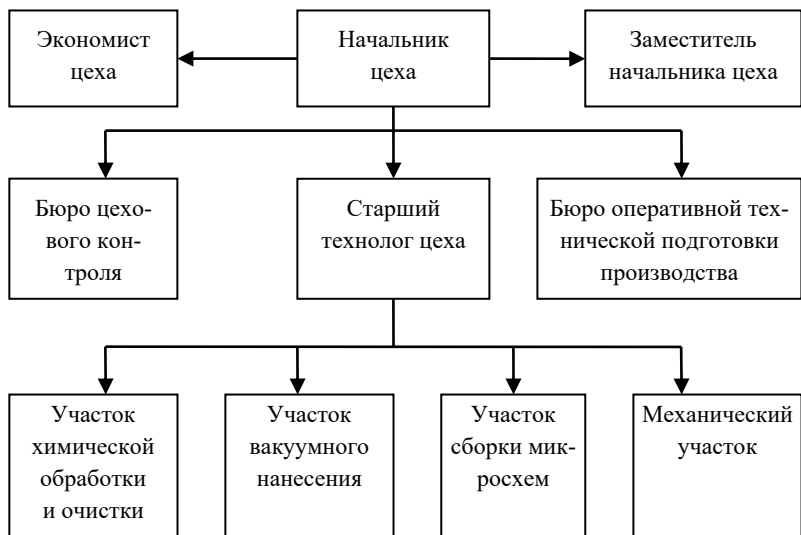 Экономист
цеха
Начальник
цеха
Заместитель
начальника цеха
Бюро цехо-
вого кон-
троля
Старший
технолог цеха
Бюро оперативной тех-
нической подготовки
производства
Участок
химической
обработки
и очистки
Участок
вакуумного
нанесения
Участок
сборки мик-
росхем
Механический
участок